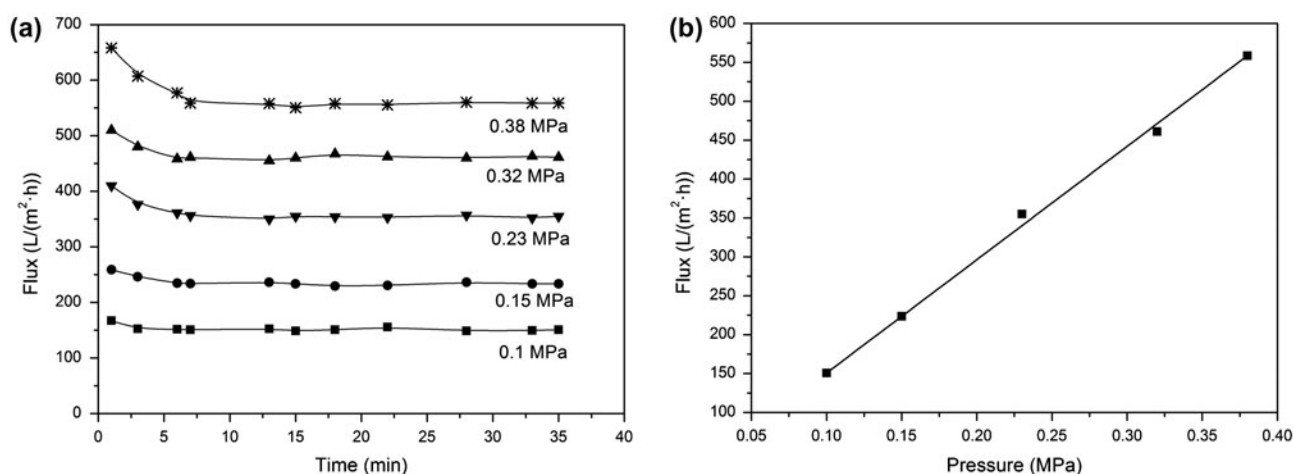 (a)
700
600
500
400
300
200
100
0
Flux (L/(m²·h))
0.38 MPa
0.32 MPa
0.23 MPa
0.15 MPa
0.1 MPa
0 5 10 15 20 25 30 35 40
Time (min)
(b)
600
550
500
450
400
350
300
250
200
150
100
Flux (L/(m²·h))
0.05 0.10 0.15 0.20 0.25 0.30 0.35 0.40
Pressure (MPa)